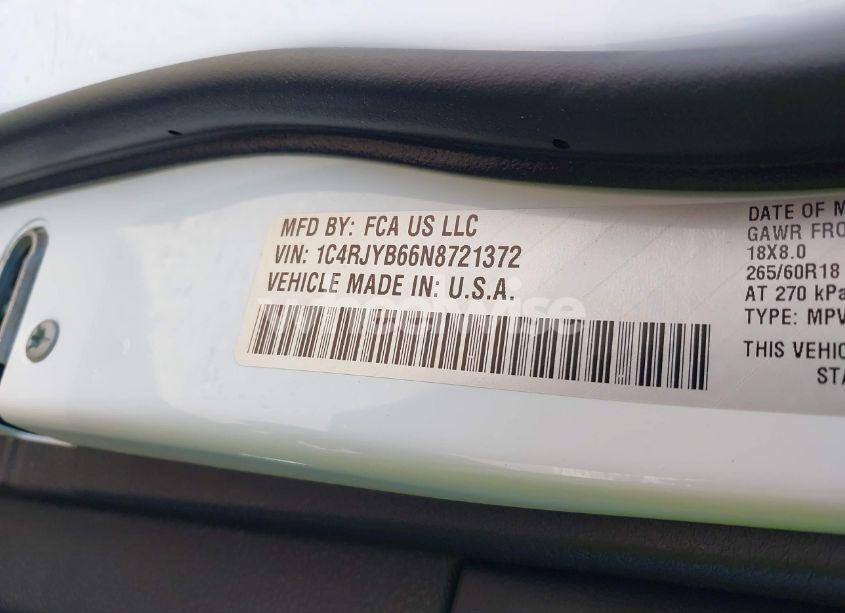 MFD BY: FCA US LLC
VIN: 1C4RJYB66N8721372
VEHICLE MADE IN: U.S.A.
wheelwise
DATE OF M
GAWR FRO
18X8.0
265/60R18
AT 270 kPa
TYPE: MPV
THIS VEHIC
STA